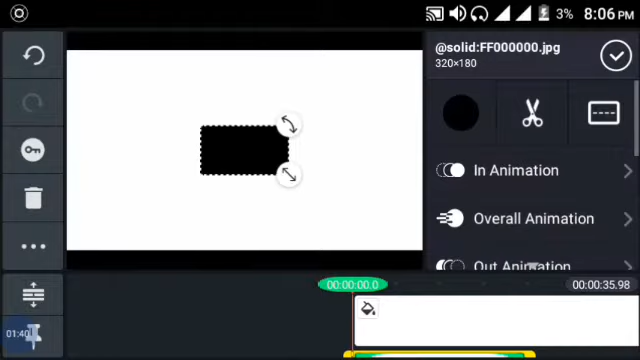 3% 8:06 PM
@solid:FF000000.jpg
320×180
In Animation
Overall Animation
Out Animation
00:00:00.0
00:00:35.98
01:40